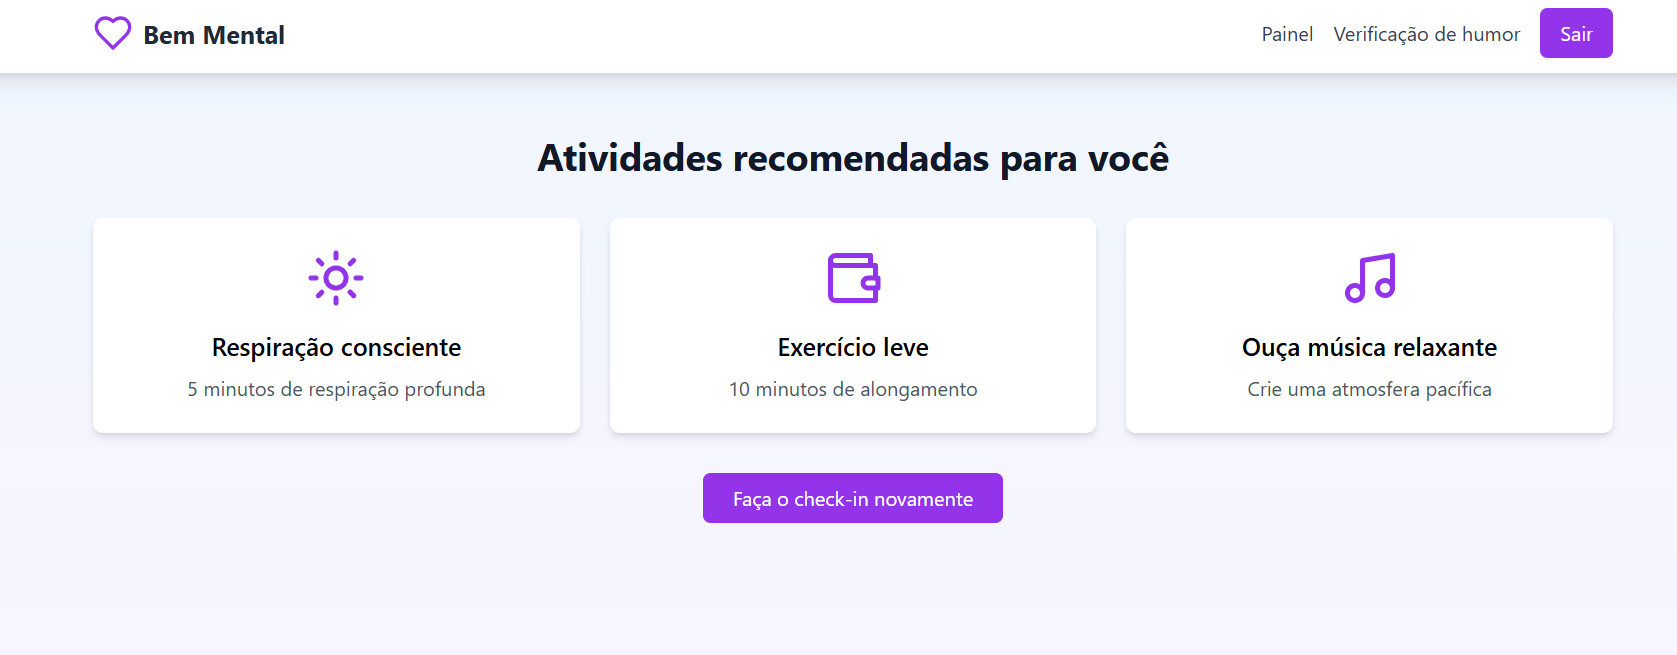 Bem Mental
Painel
Verificação de humor
Sair
Atividades recomendadas para você
Respiração consciente
5 minutos de respiração profunda
Exercício leve
10 minutos de alongamento
Ouça música relaxante
Crie uma atmosfera pacífica
Faça o check-in novamente